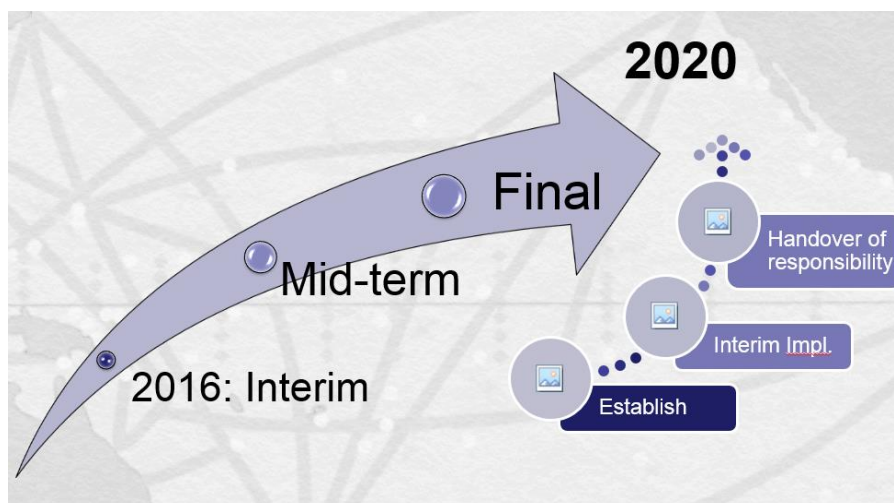 2020
Final
Mid-term
2016: Interim
Handover of
responsibility
Interim Impl.
Establish